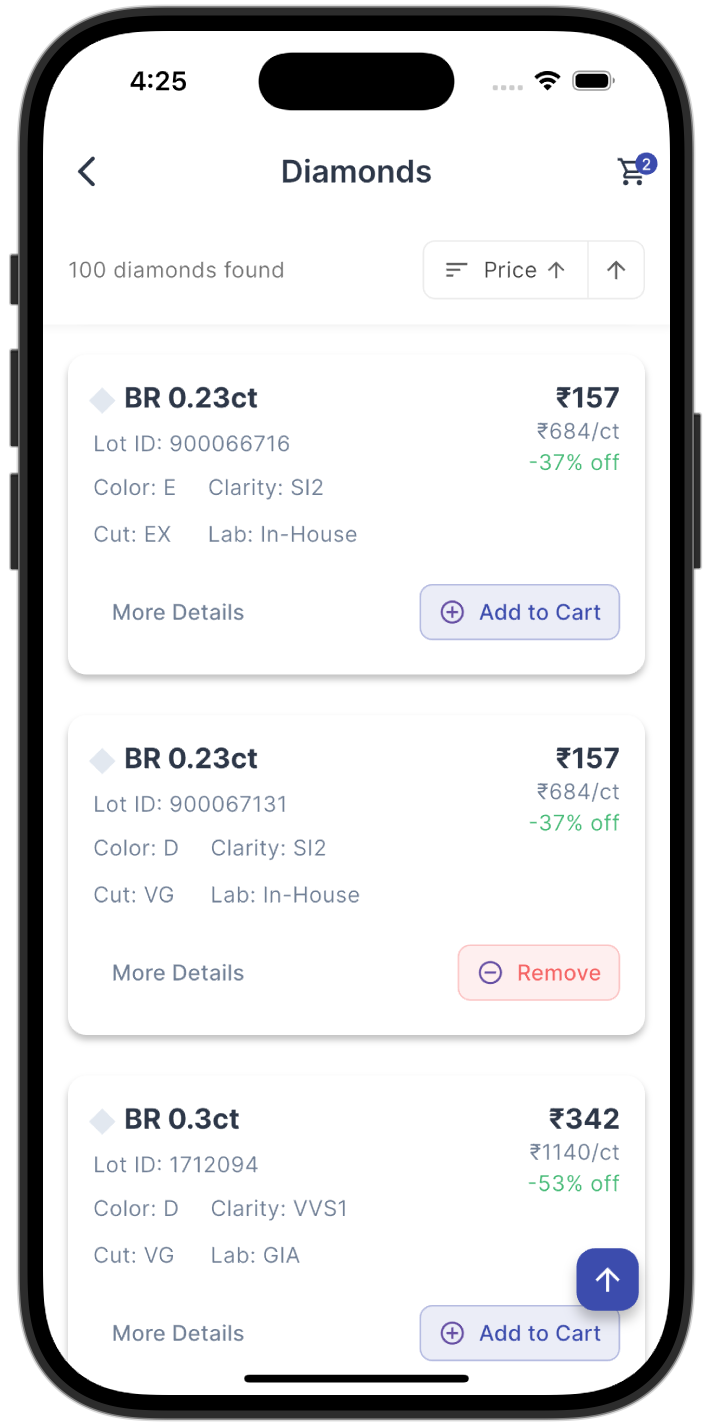 4:25
Diamonds
2
100 diamonds found
Price ↑
↑
BR 0.23ct
₹157
Lot ID: 900066716
₹684/ct
-37% off
Color: E Clarity: SI2
Cut: EX Lab: In-House
More Details
Add to Cart
BR 0.23ct
₹157
Lot ID: 900067131
₹684/ct
-37% off
Color: D Clarity: SI2
Cut: VG Lab: In-House
More Details
Remove
BR 0.3ct
₹342
Lot ID: 1712094
₹1140/ct
-53% off
Color: D Clarity: VVS1
Cut: VG Lab: GIA
More Details
Add to Cart